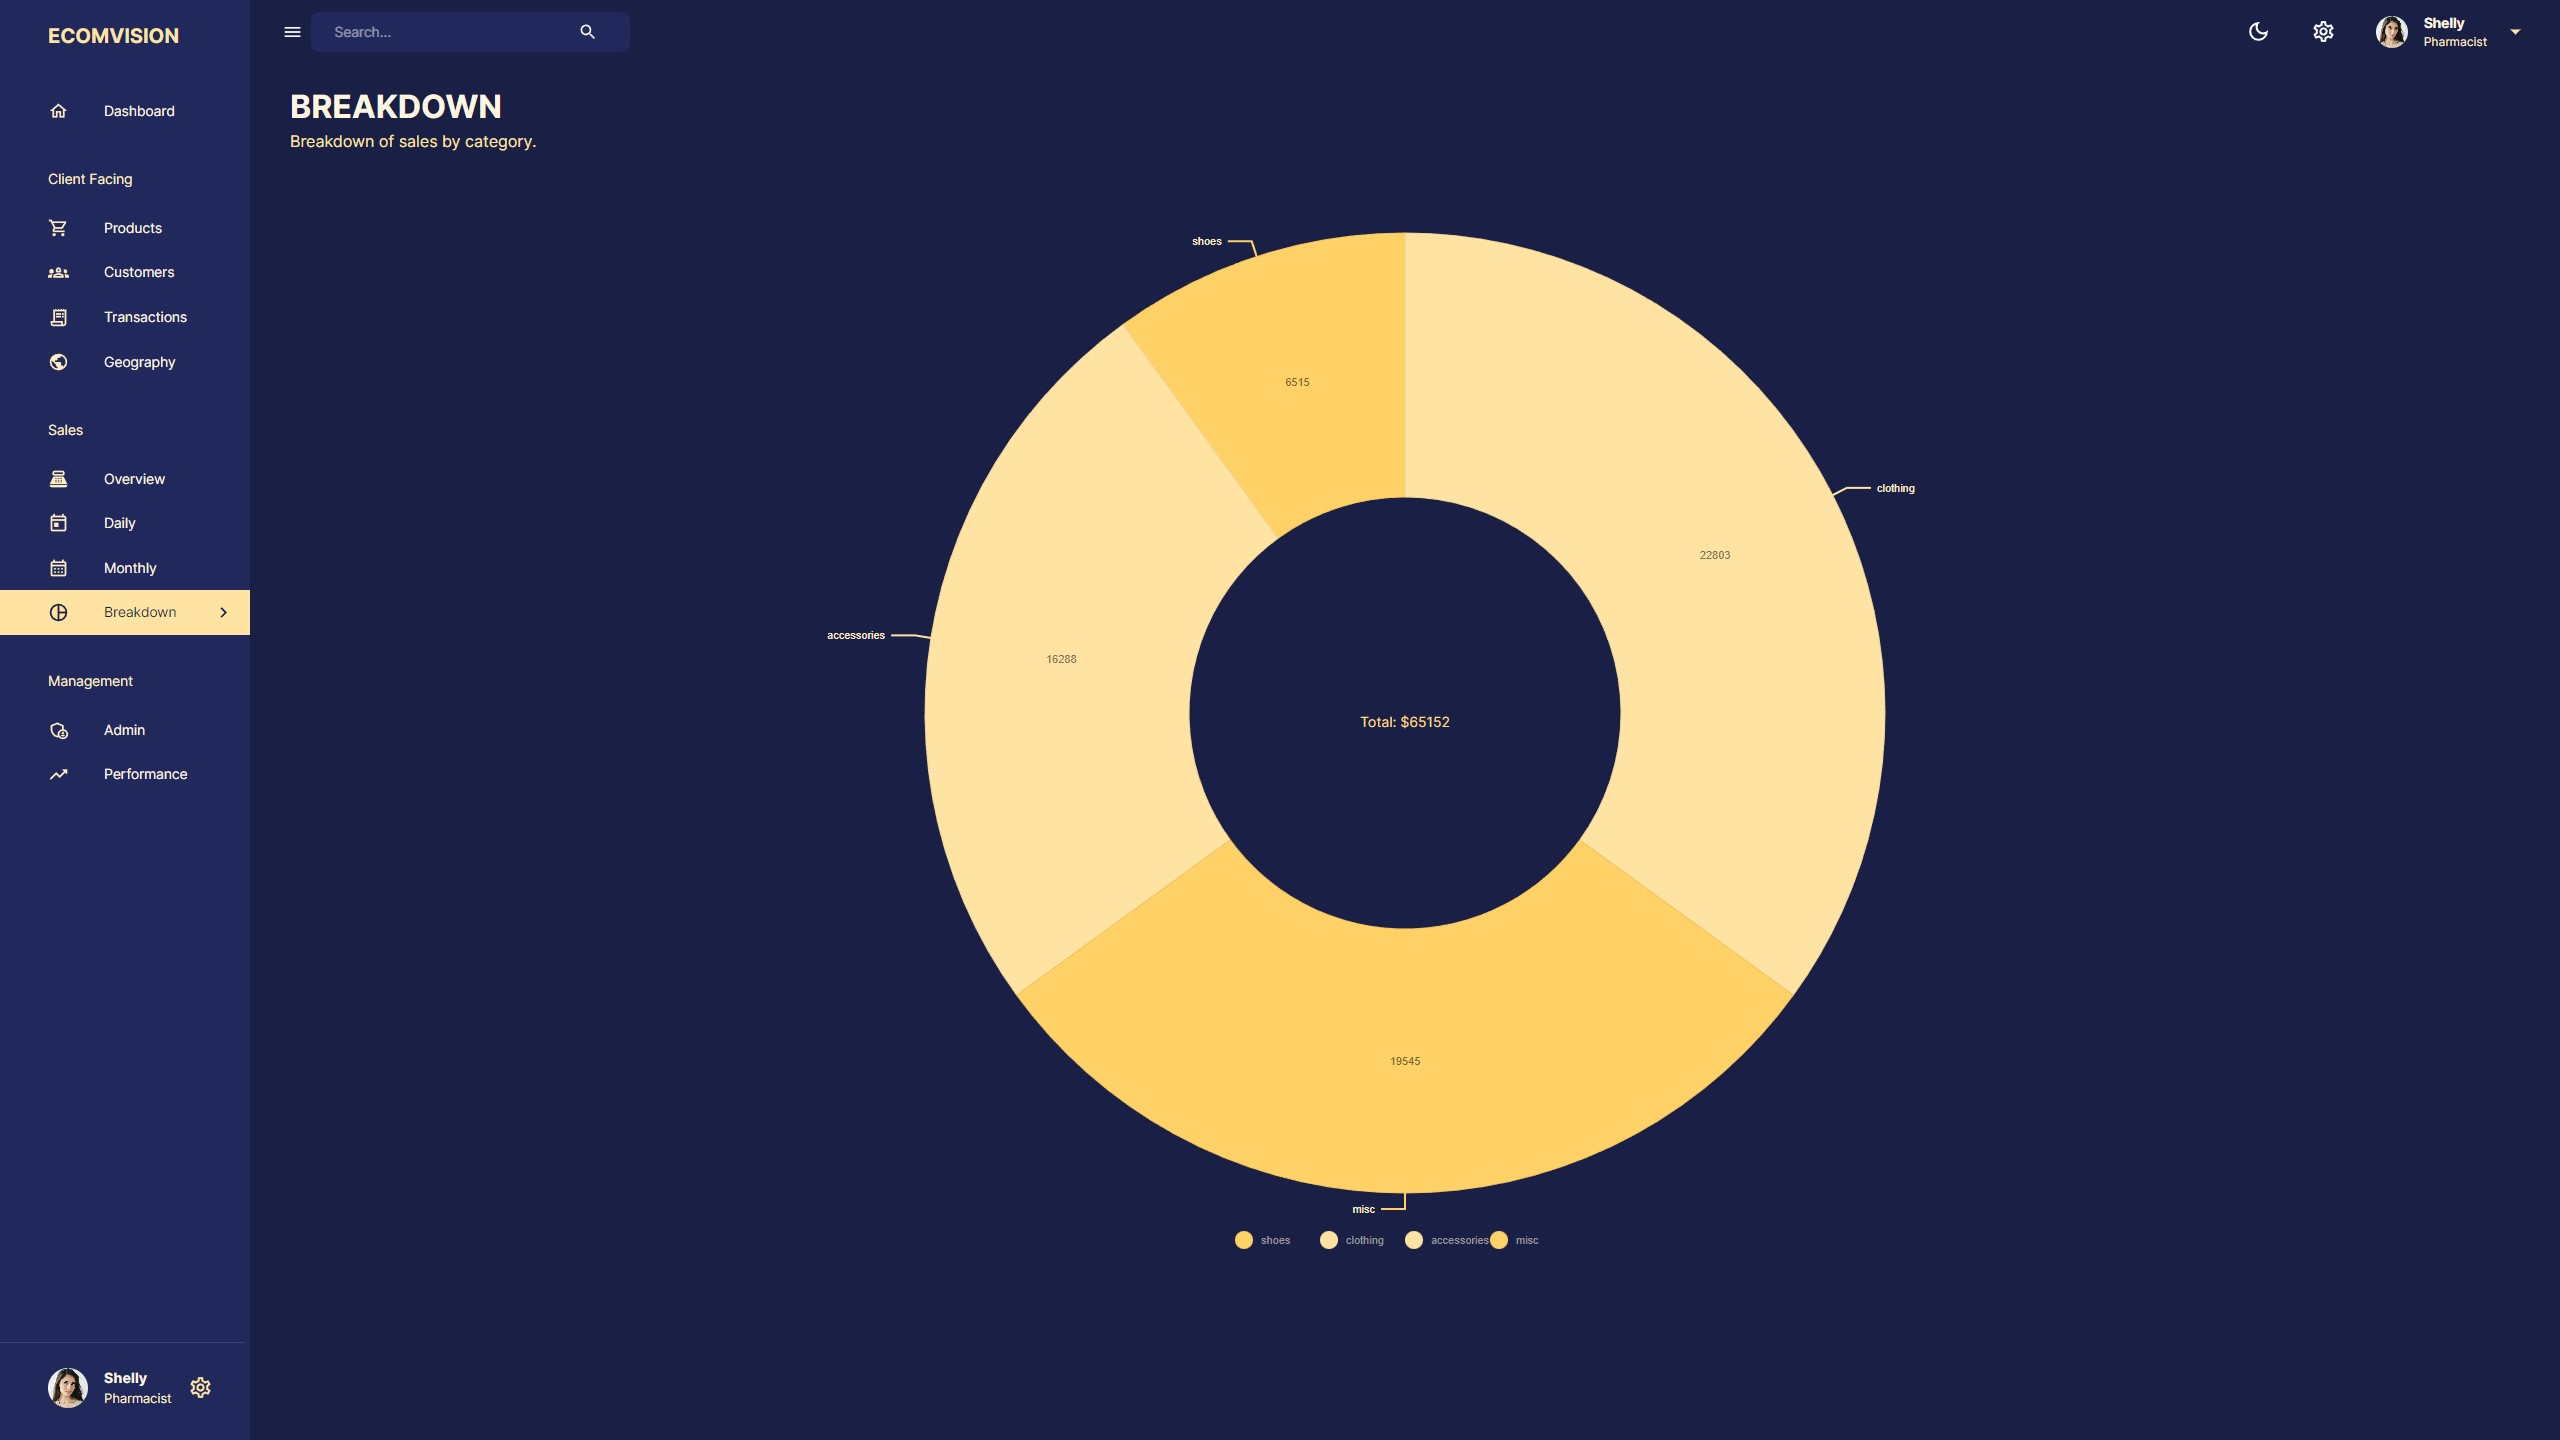 ECOMVISION
Dashboard
Client Facing
Products
Customers
Transactions
Geography
Sales
Overview
Daily
Monthly
Breakdown
Management
Admin
Performance
Shelly
Pharmacist
Search...
Shelly
Pharmacist
BREAKDOWN
Breakdown of sales by category.
shoes
6515
clothing
22803
accessories
16288
Total: $65152
19545
misc
shoes clothing accessories misc